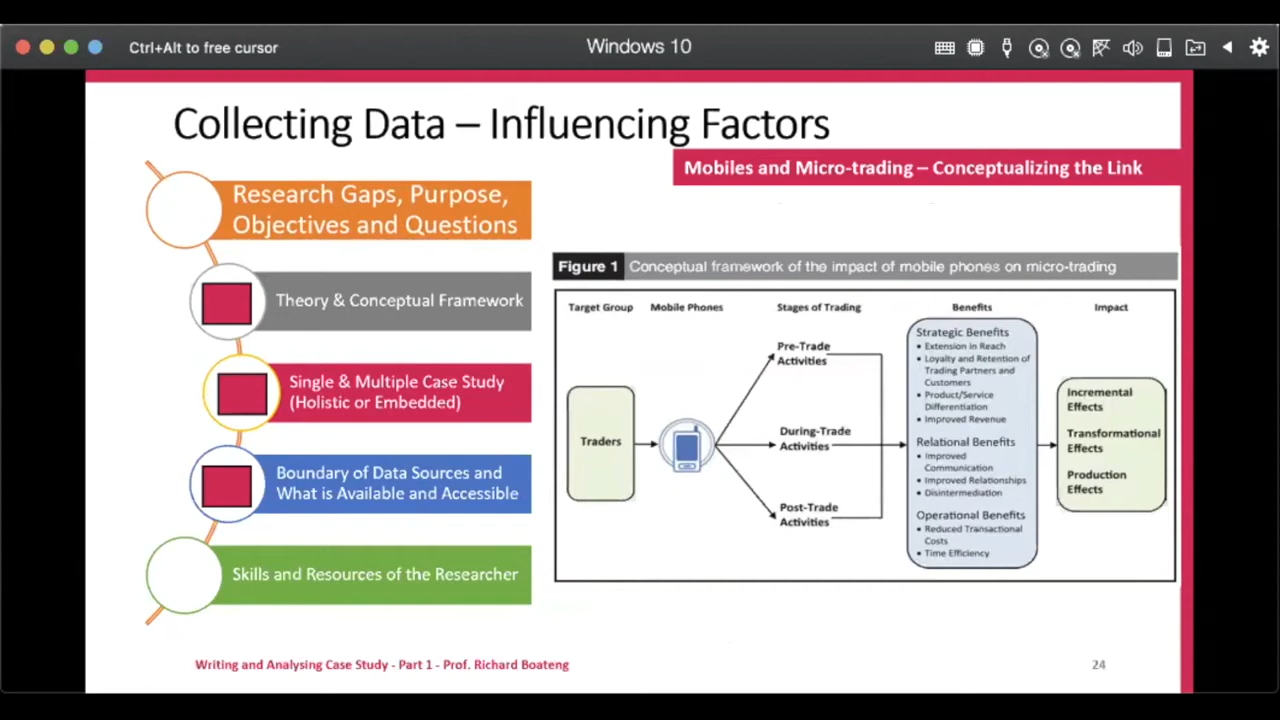 Ctrl+Alt to free cursor
Windows 10
Collecting Data – Influencing Factors
Mobiles and Micro-trading – Conceptualizing the Link
Research Gaps, Purpose,
Objectives and Questions
Theory & Conceptual Framework
Single & Multiple Case Study
(Holistic or Embedded)
Boundary of Data Sources and
What is Available and Accessible
Skills and Resources of the Researcher
Figure 1 Conceptual framework of the impact of mobile phones on micro-trading
Target Group
Mobile Phones
Stages of Trading
Benefits
Impact
Traders
Pre-Trade
Activities
During-Trade
Activities
Post-Trade
Activities
Strategic Benefits
• Extension in Reach
• Loyalty and Retention of
Trading Partners and
Customers
• Product/Service
Differentiation
• Improved Revenue
Relational Benefits
• Improved
Communication
• Improved Relationships
• Disintermediation
Operational Benefits
• Reduced Transactional
Costs
• Time Efficiency
Incremental
Effects
Transformational
Effects
Production
Effects
Writing and Analysing Case Study - Part 1 - Prof. Richard Boateng
24